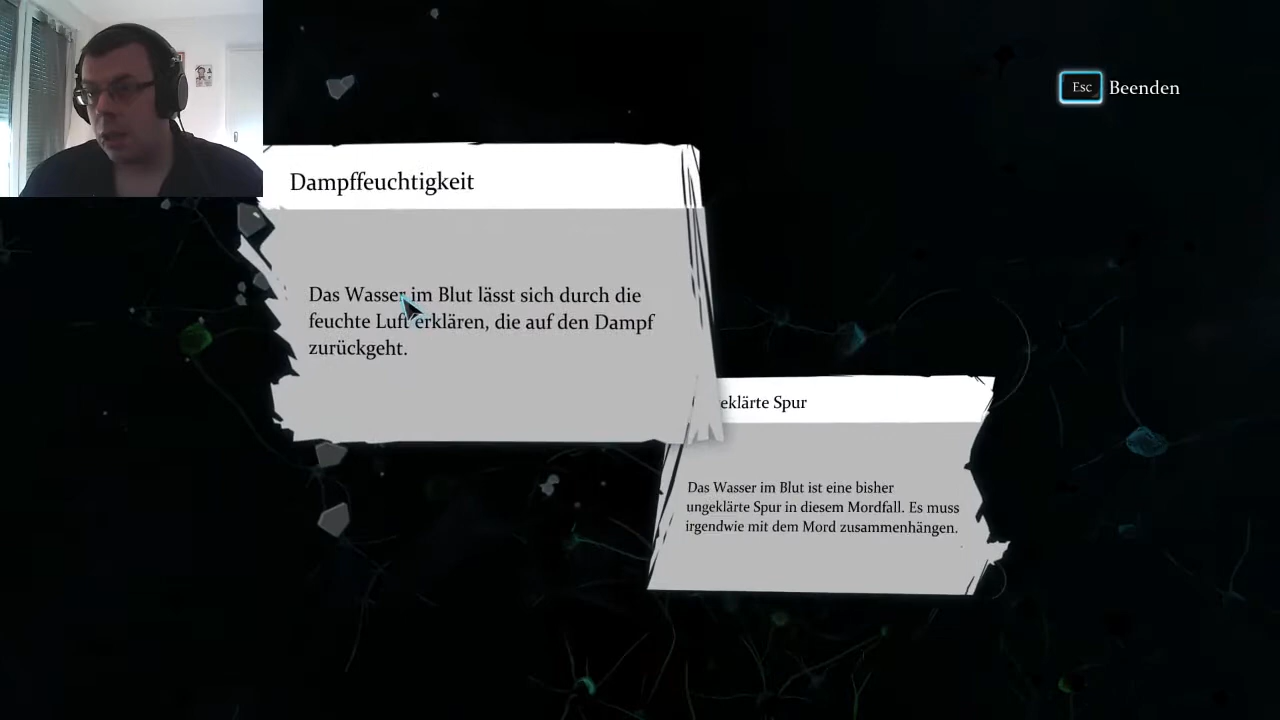 Esc Beenden
Dampffeuchtigkeit
Das Wasser im Blut lässt sich durch die
feuchte Luft erklären, die auf den Dampf
zurückgeht.
eklärte Spur
Das Wasser im Blut ist eine bisher
ungeklärte Spur in diesem Mordfall. Es muss
irgendwie mit dem Mord zusammenhängen.